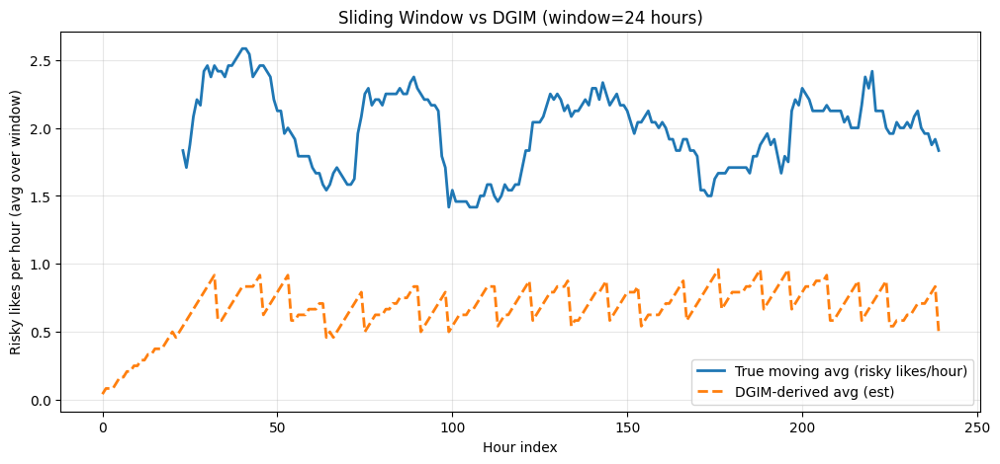 Sliding Window vs DGIM (window=24 hours)
Risky likes per hour (avg over window)
2.5
2.0
1.5
1.0
0.5
0.0
True moving avg (risky likes/hour)
DGIM-derived avg (est)
0
50
100
150
200
250
Hour index